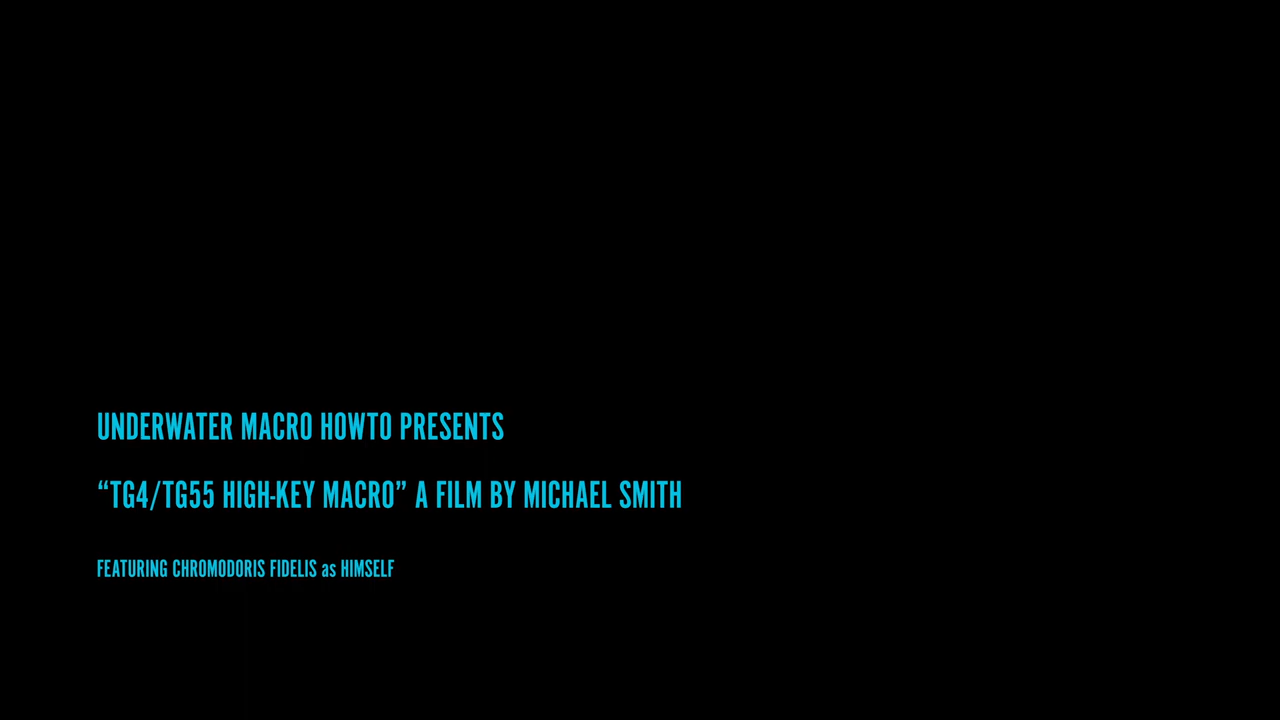 UNDERWATER MACRO HOWTO PRESENTS
“TG4/TG55 HIGH-KEY MACRO” A FILM BY MICHAEL SMITH
FEATURING CHROMODORIS FIDELIS as HIMSELF